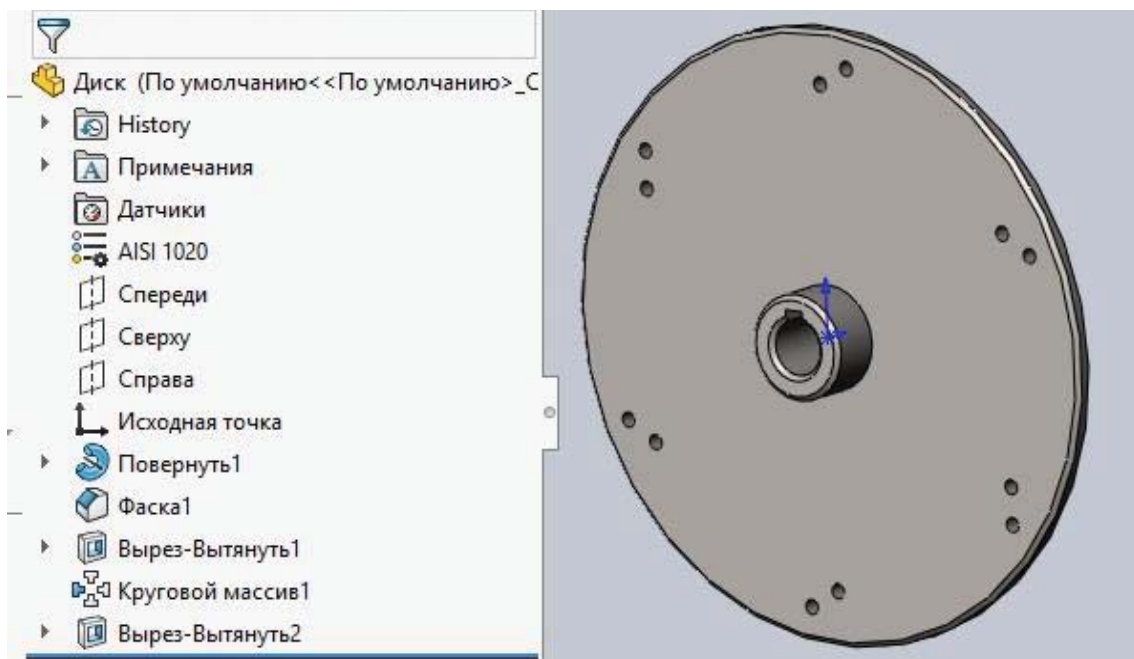 Диск (По умолчанию<<По умолчанию>_С
History
Примечания
Датчики
AISI 1020
Спереди
Сверху
Справа
Исходная точка
Повернуть1
Фаска1
Вырез-Вытянуть1
Круговой массив1
Вырез-Вытянуть2